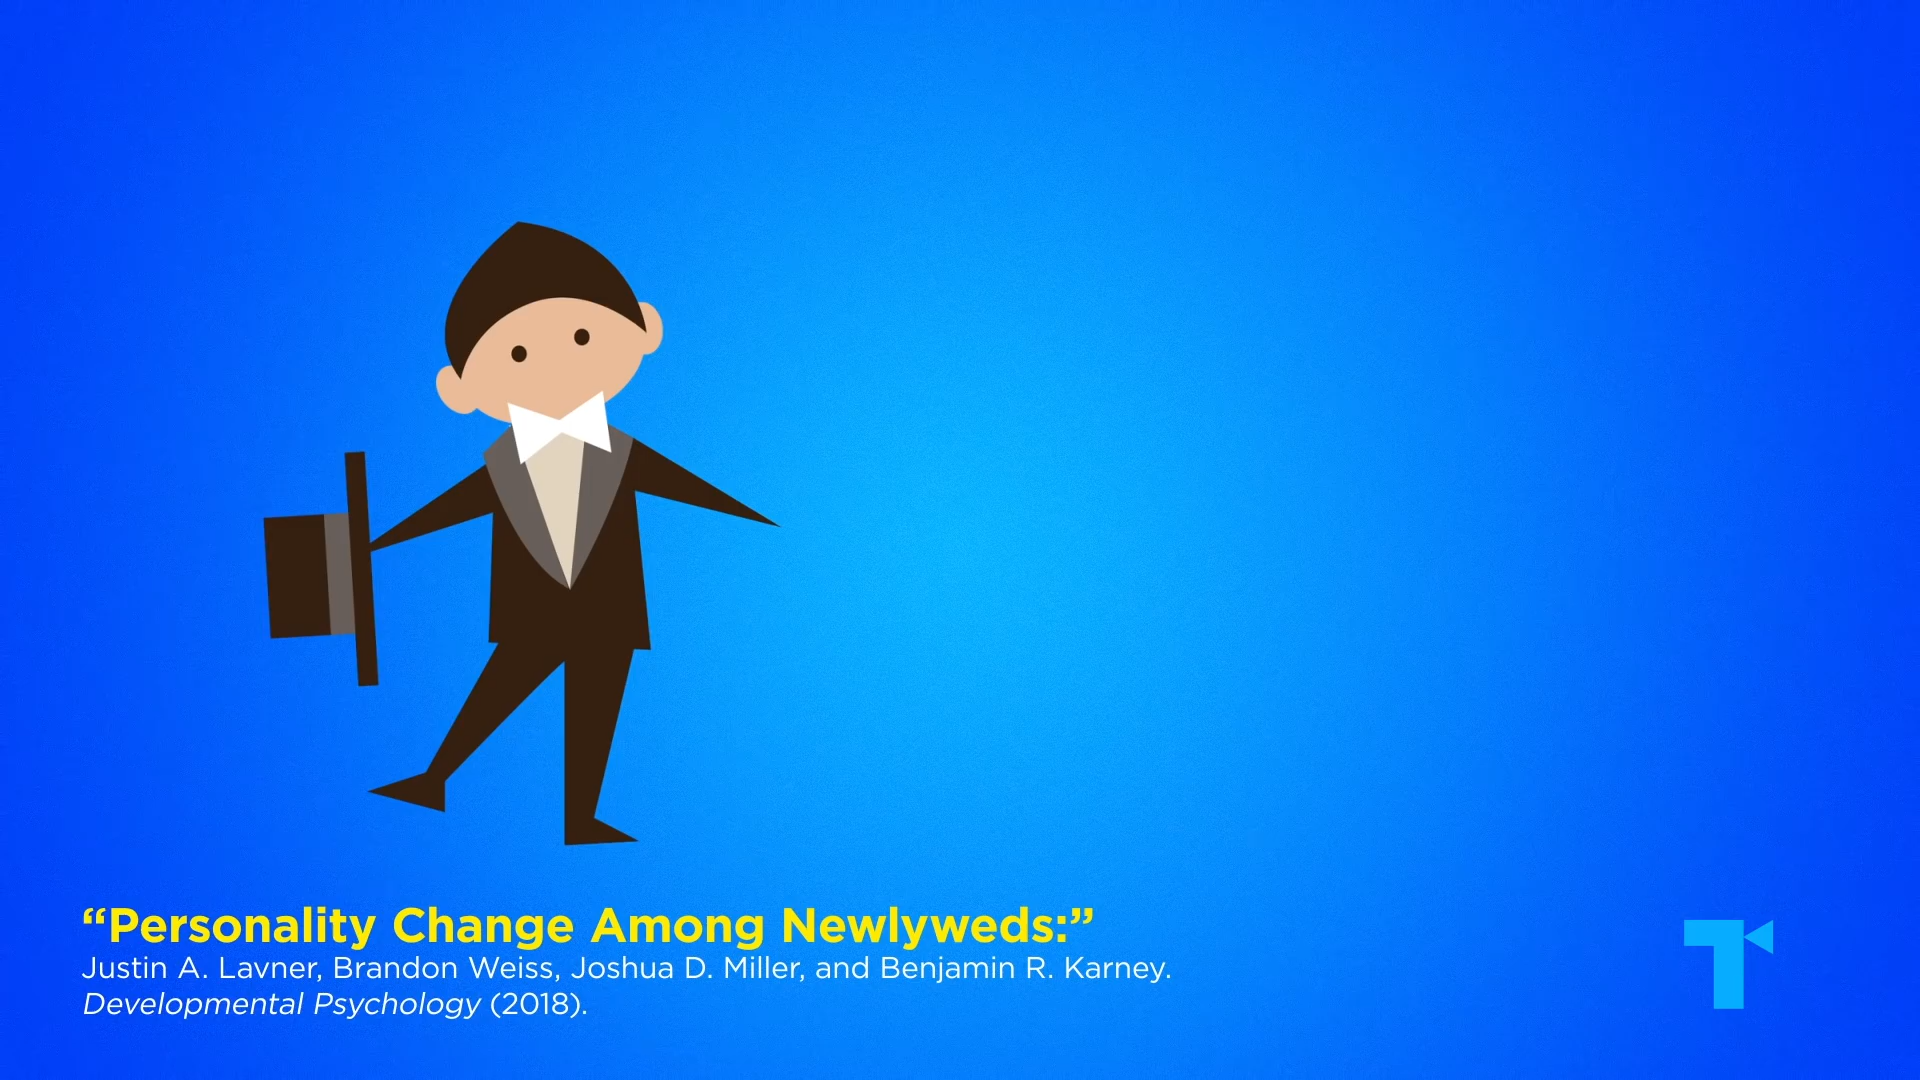 “Personality Change Among Newlyweds:”
Justin A. Lavner, Brandon Weiss, Joshua D. Miller, and Benjamin R. Karney.
Developmental Psychology (2018).